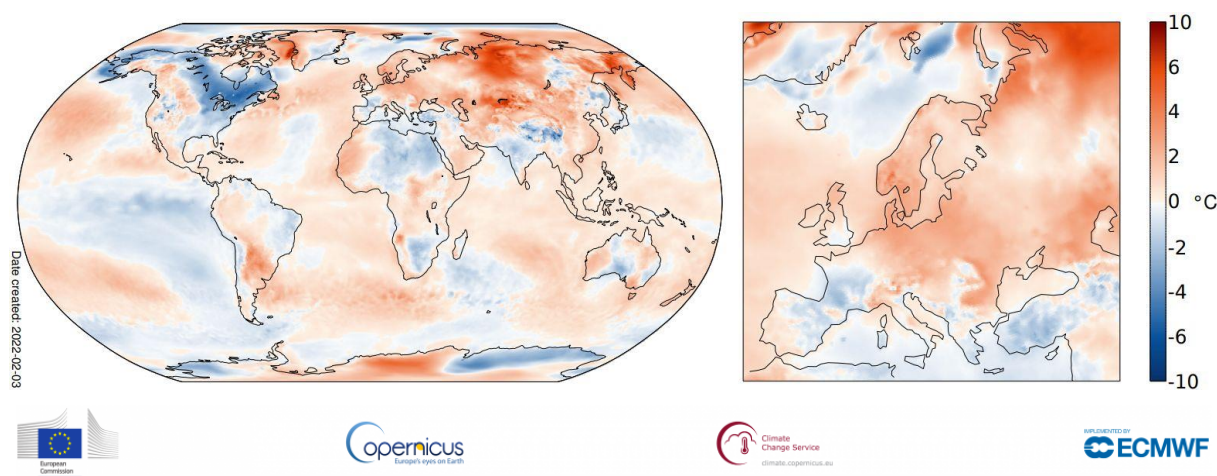 10
6
4
2
0 °C
-2
-4
-6
-10
Date created: 2022-02-03
European
Commission
opernicus
Europe's eyes on Earth
Climate
Change Service
climate.copernicus.eu
IMPLEMENTED BY
ECMWF